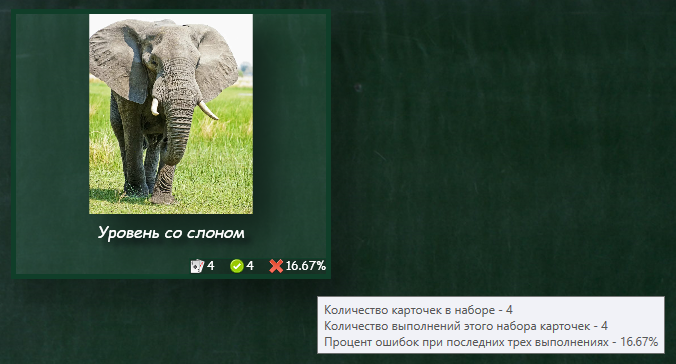 Уровень со слоном
4 4 16.67%
Количество карточек в наборе - 4
Количество выполнений этого набора карточек - 4
Процент ошибок при последних трех выполнениях - 16.67%